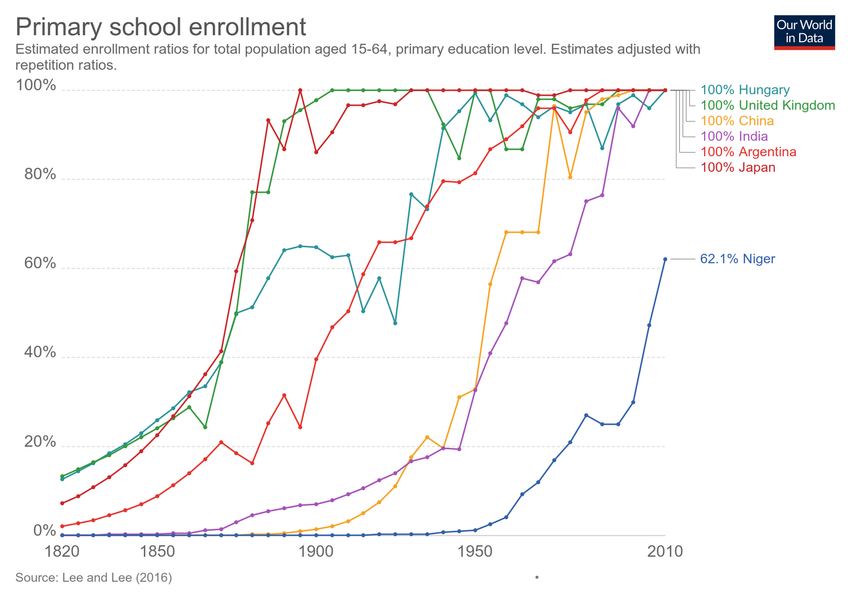 Primary school enrollment
Our World
in Data
Estimated enrollment ratios for total population aged 15-64, primary education level. Estimates adjusted with
repetition ratios.
100%
80%
60%
40%
20%
0%
1820
1850
1900
1950
2010
100% Hungary
100% United Kingdom
100% China
100% India
100% Argentina
100% Japan
62.1% Niger
Source: Lee and Lee (2016)